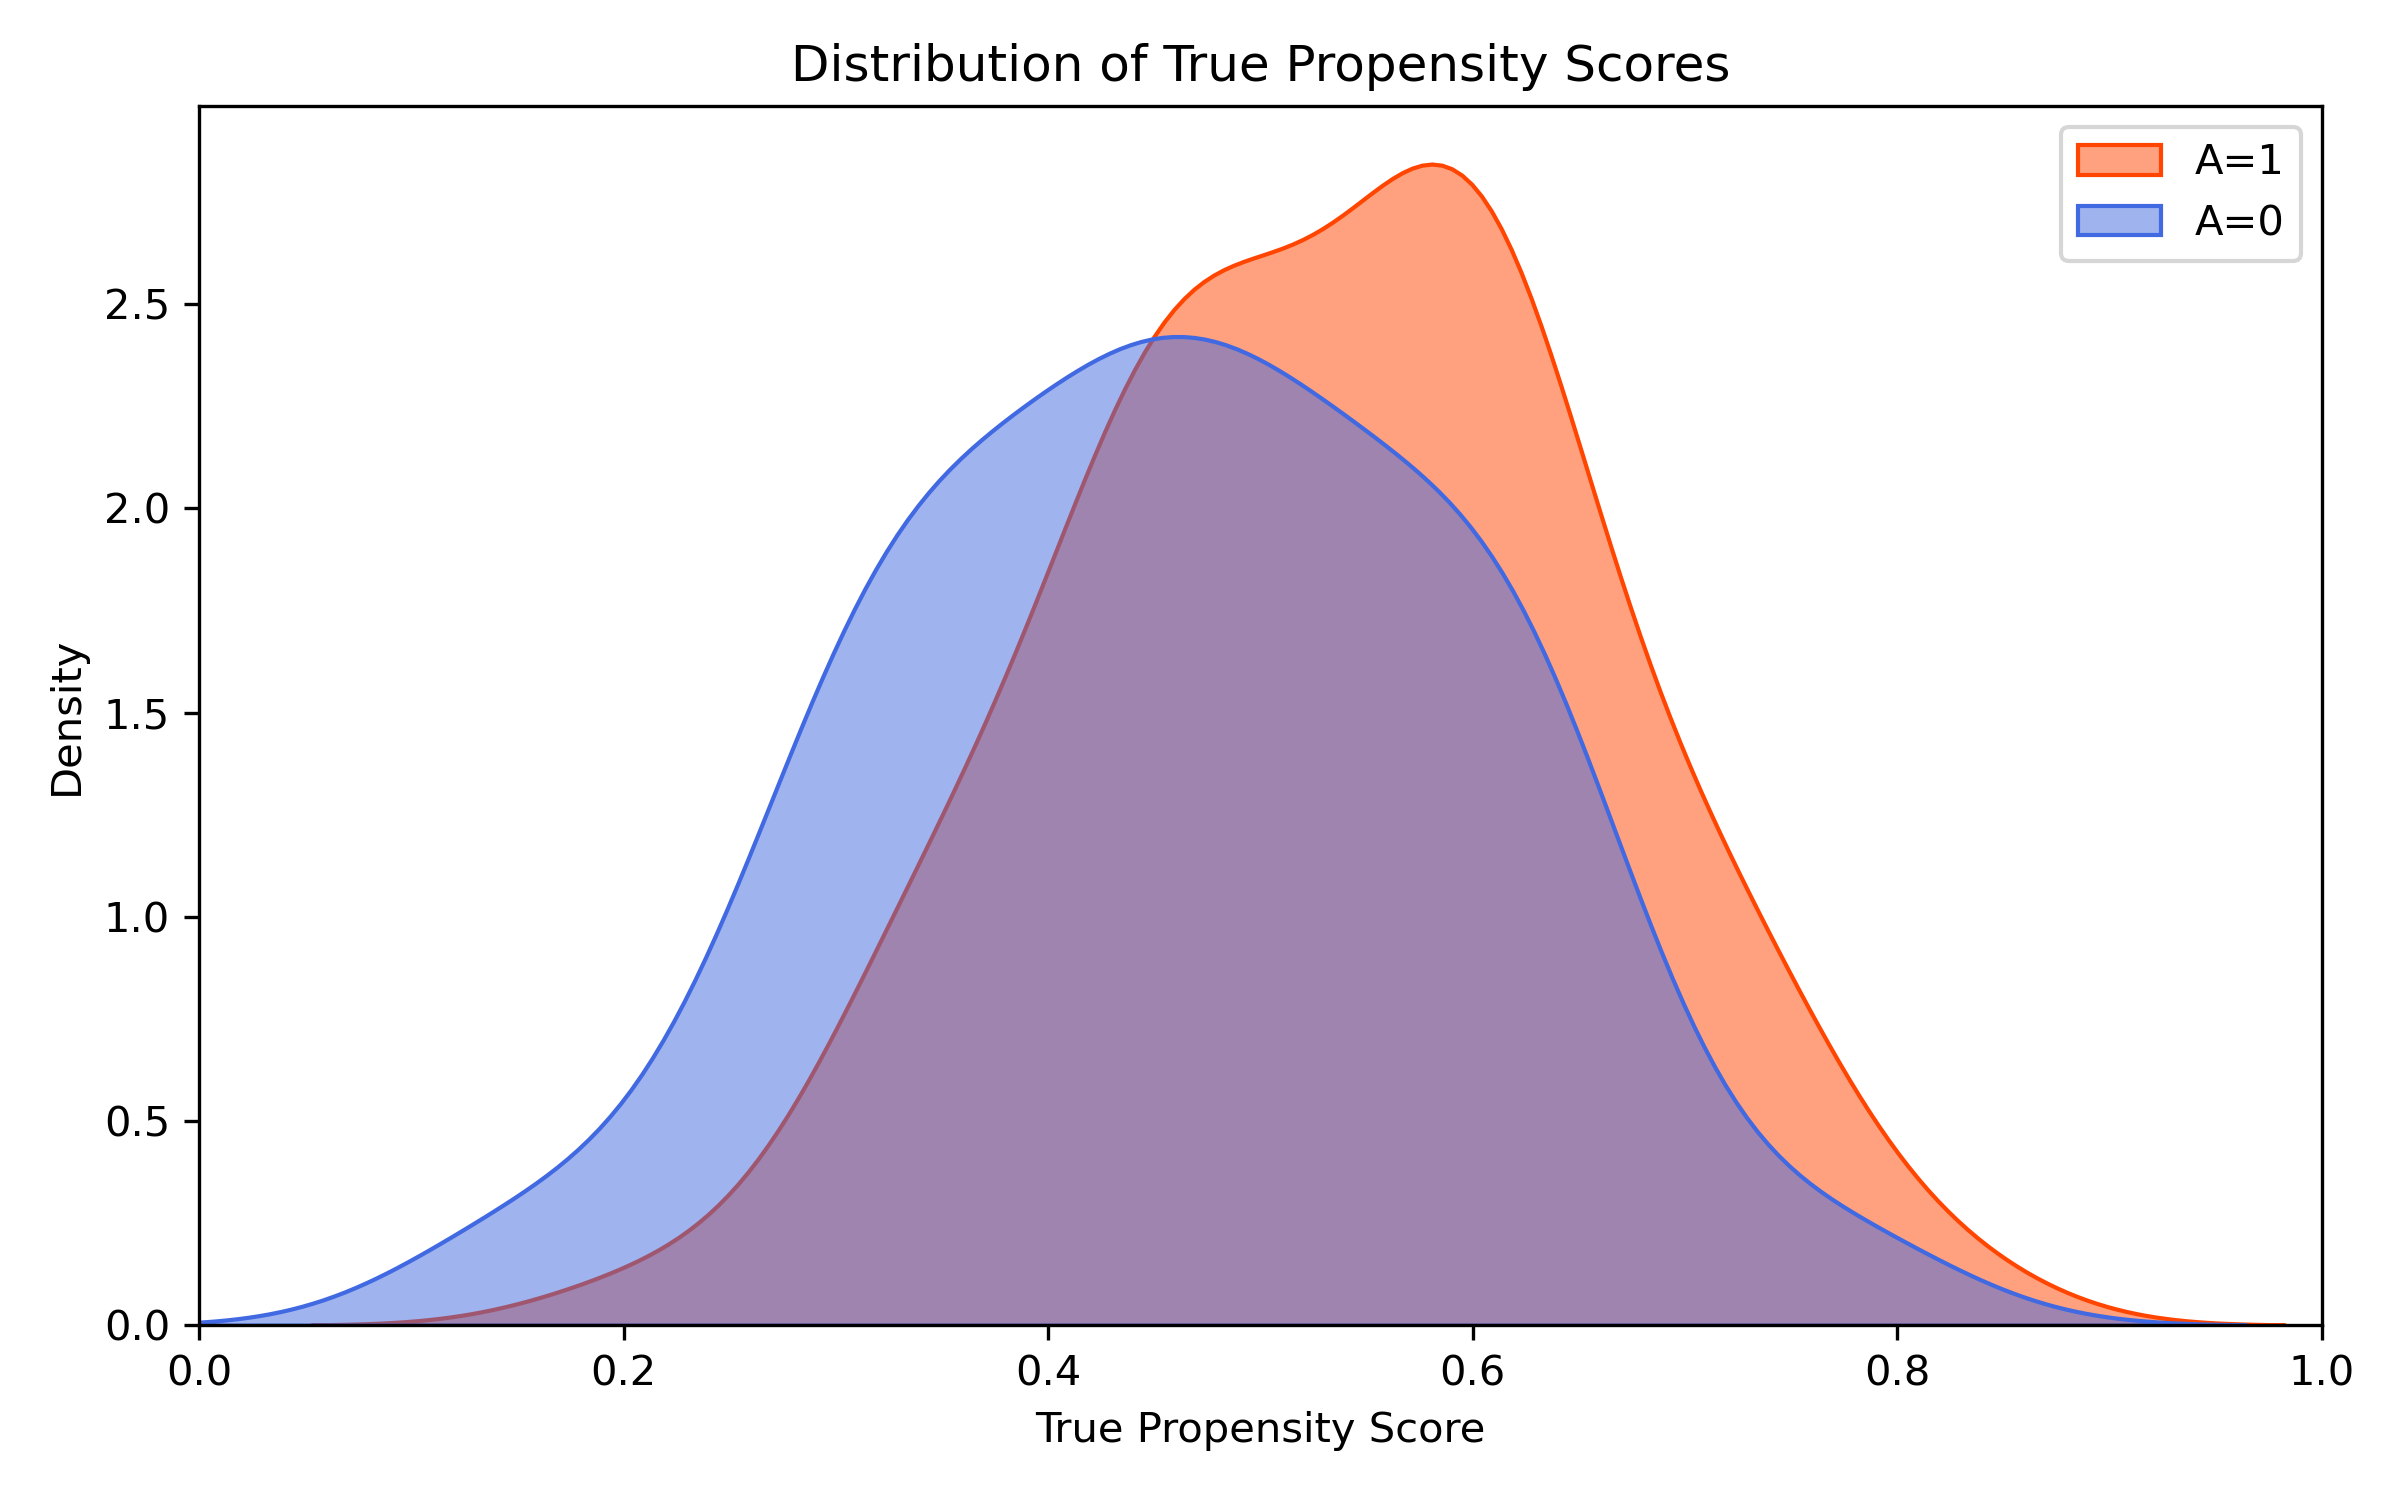 Distribution of True Propensity Scores
A=1
A=0
Density
2.5
2.0
1.5
1.0
0.5
0.0
0.0 0.2 0.4 0.6 0.8 1.0
True Propensity Score